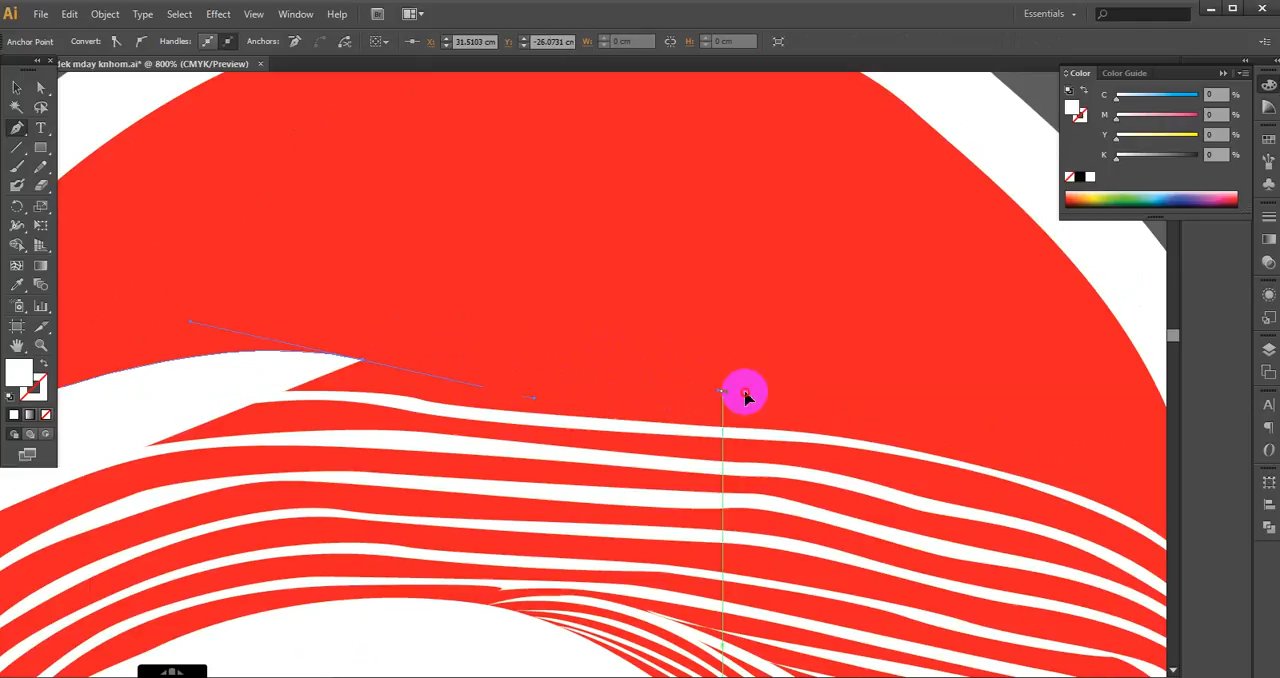 Ai File Edit Object Type Select Effect View Window Help Br Essentials
Anchor Point Convert: Handles: Anchors: X: 31.5103 cm Y: -26.0731 cm W: 0 cm H: 0 cm
dek mday knhom.ai* @ 800% (CMYK/Preview) ×
Color Color Guide
C 0 %
M 0 %
Y 0 %
K 0 %